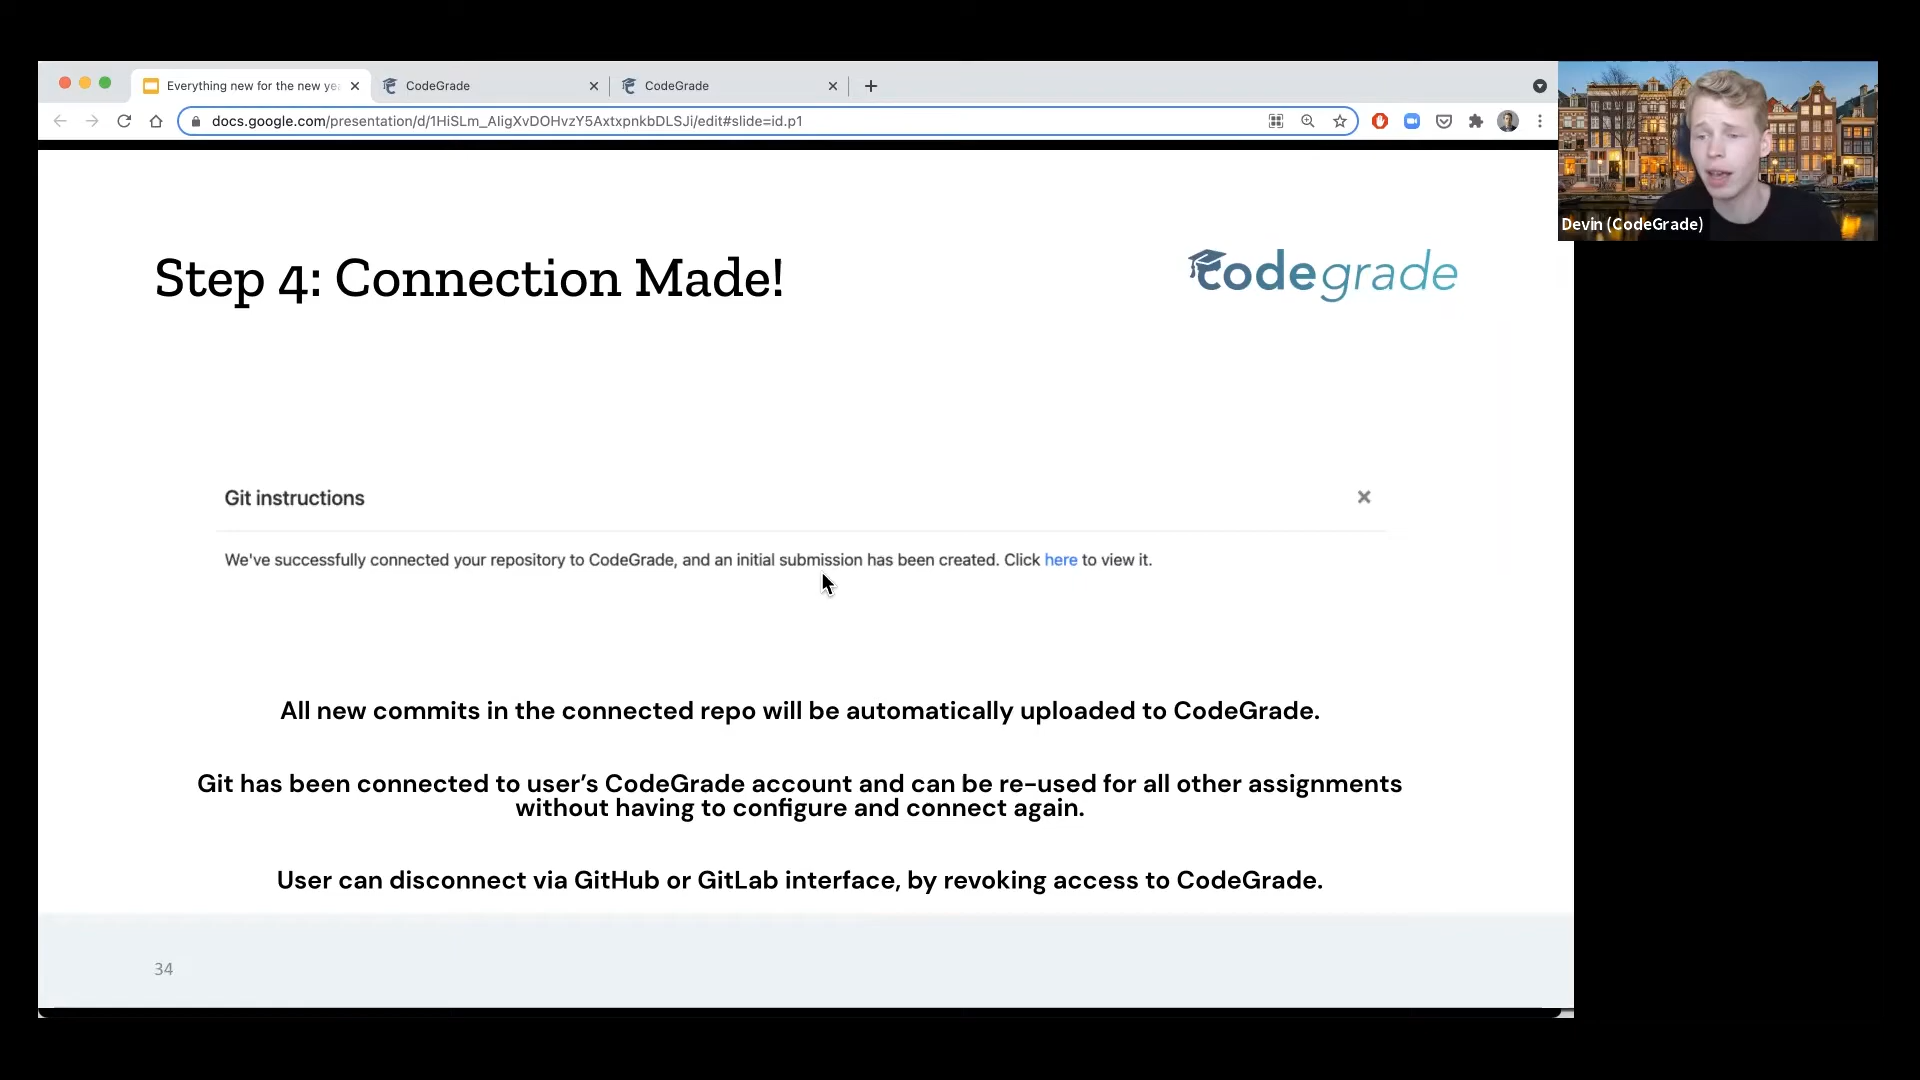 Everything new for the new ye
CodeGrade
CodeGrade
docs.google.com/presentation/d/1HiSLm_AligXvDOHvzY5AxtxpnkbDLSJi/edit#slide=id.p1
Devin (CodeGrade)
Step 4: Connection Made!
codegrade
Git instructions
We've successfully connected your repository to CodeGrade, and an initial submission has been created. Click here to view it.
All new commits in the connected repo will be automatically uploaded to CodeGrade.
Git has been connected to user’s CodeGrade account and can be re-used for all other assignments
without having to configure and connect again.
User can disconnect via GitHub or GitLab interface, by revoking access to CodeGrade.
34